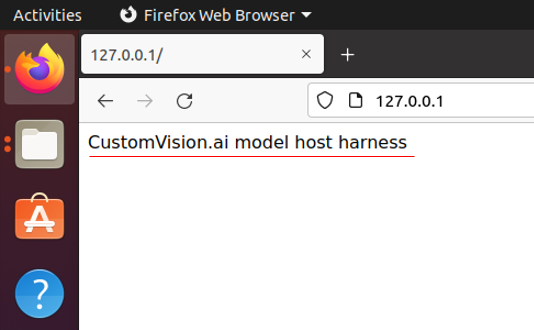 Activities
Firefox Web Browser
127.0.0.1/
127.0.0.1
CustomVision.ai model host harness